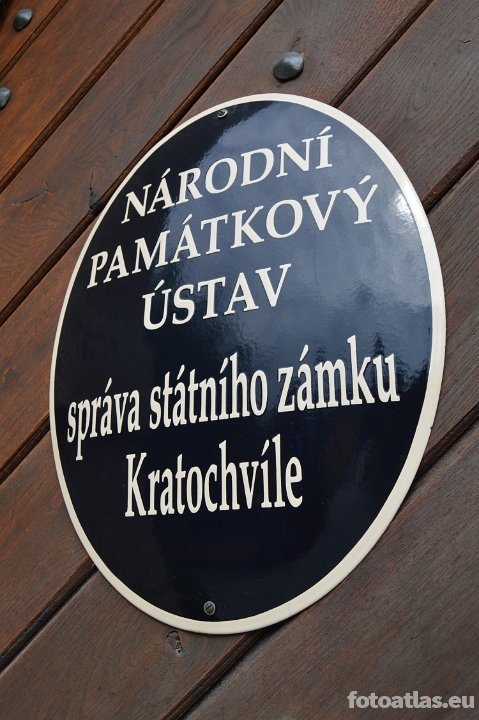 NÁRODNÍ
PAMÁTKOVÝ
ÚSTAV
správa státního zámku
Kratochvíle
fotoatlas.eu